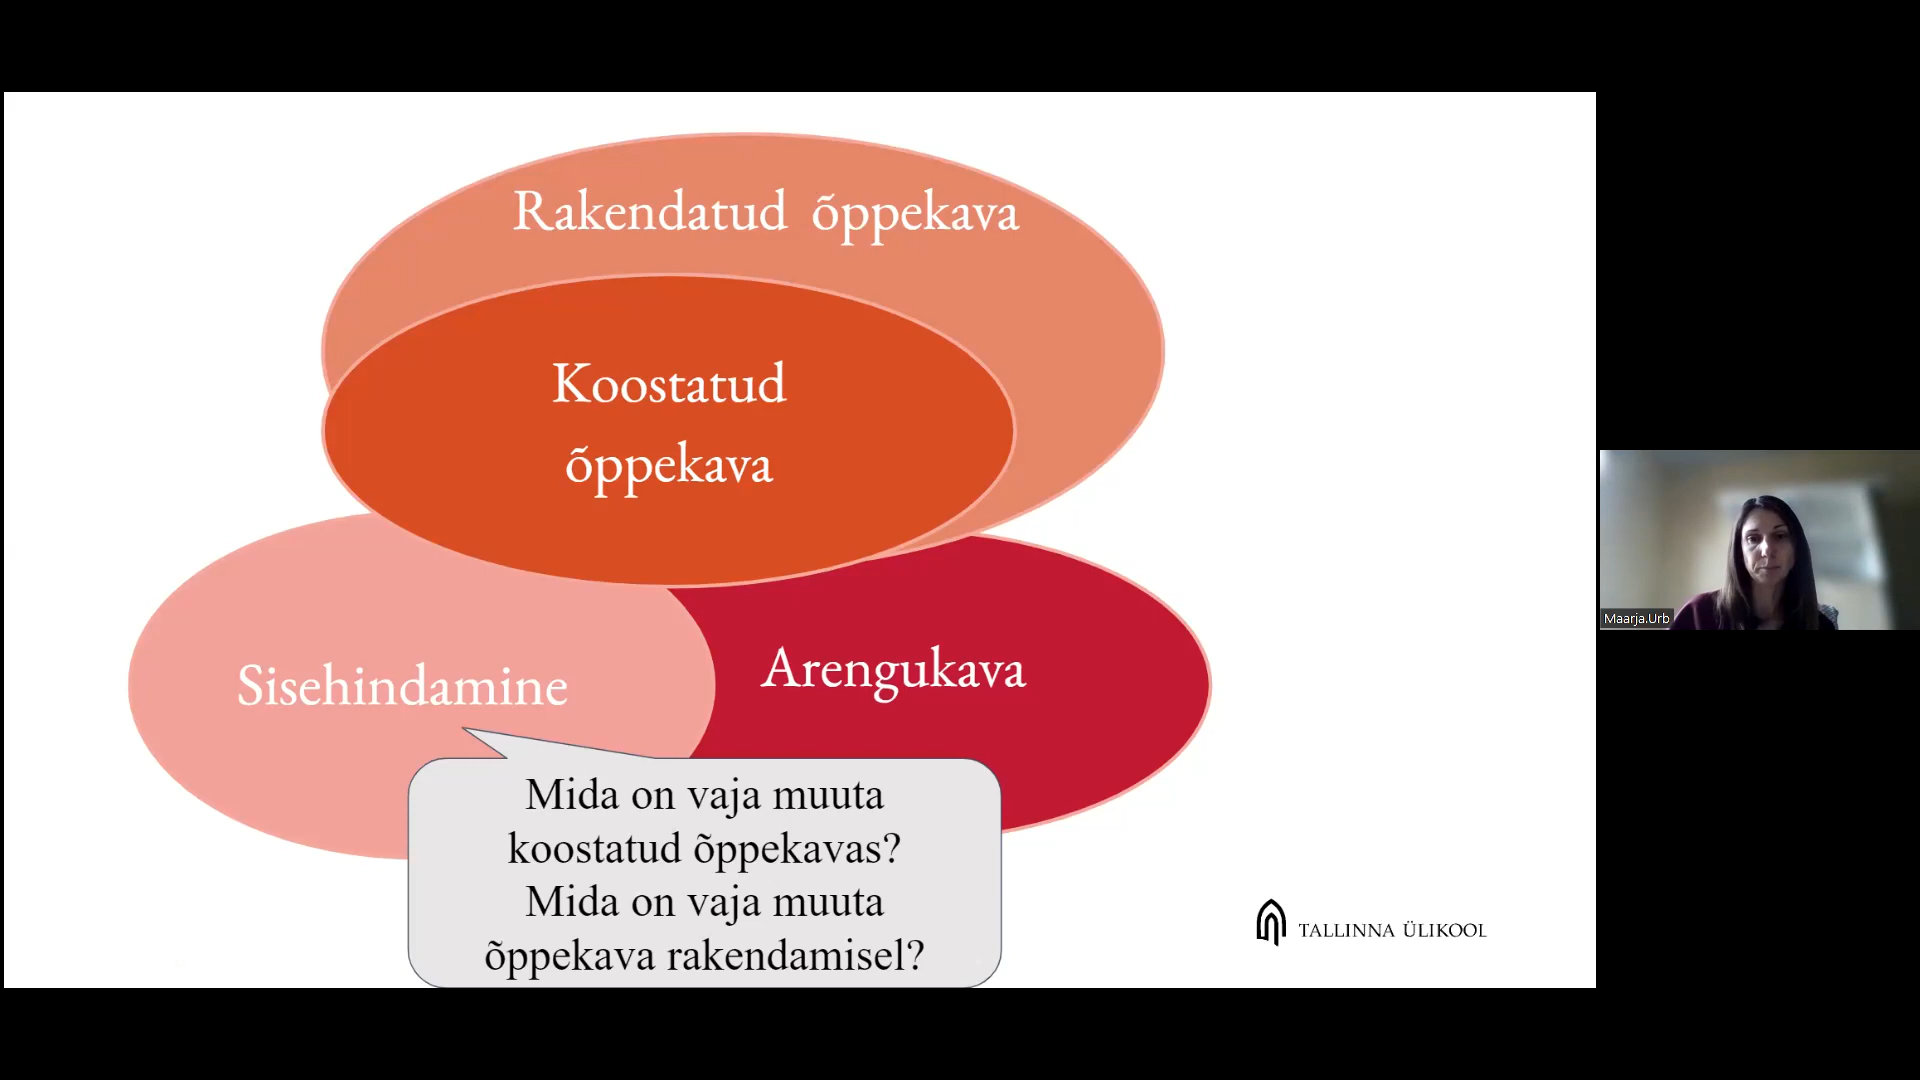 Rakendatud õppekava
Koostatud
õppekava
Sisehindamine
Arengukava
Mida on vaja muuta
koostatud õppekavas?
Mida on vaja muuta
õppekava rakendamisel?
TALLINNA ÜLIKOOL
Maarja.Urb